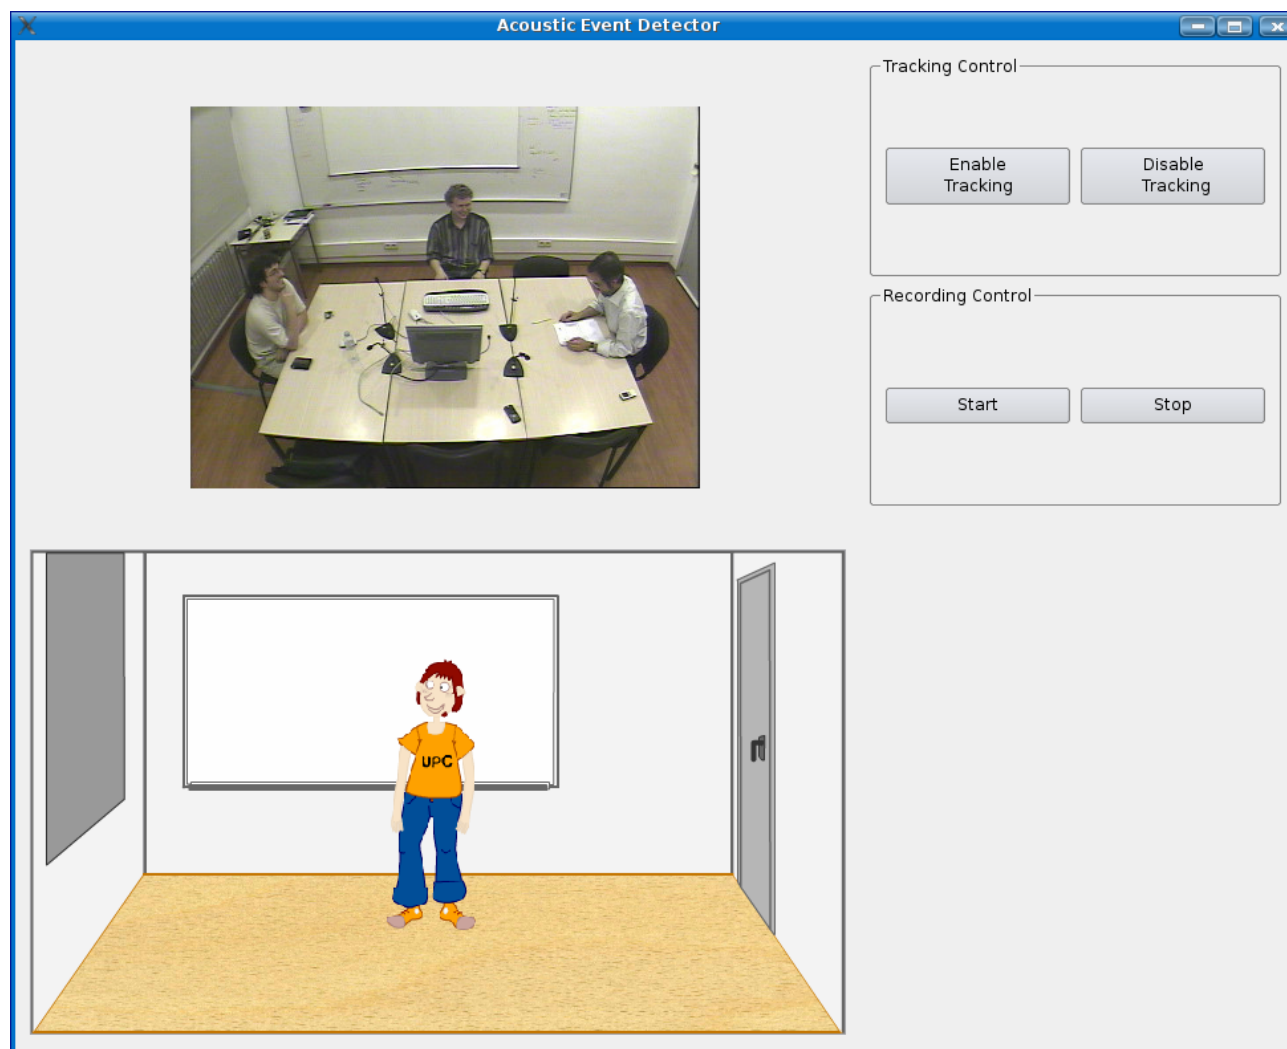 Acoustic Event Detector
Tracking Control
Enable
Tracking
Disable
Tracking
Recording Control
Start
Stop
UPC